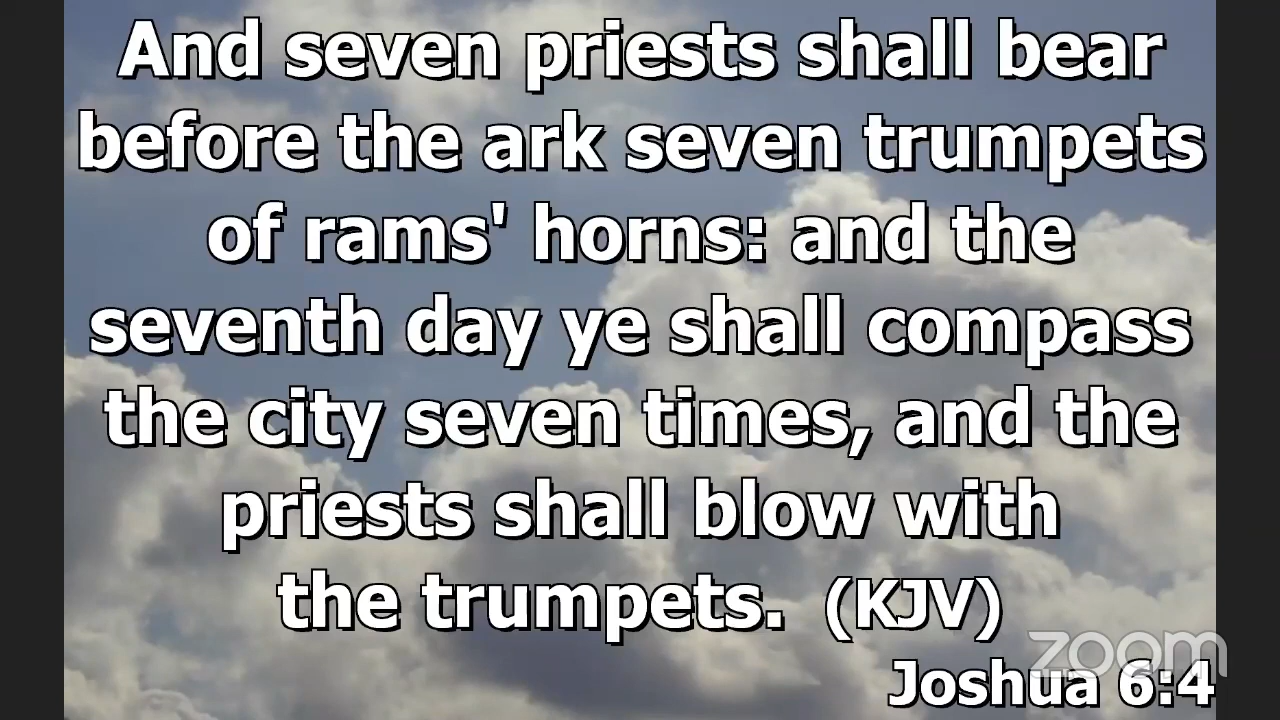 And seven priests shall bear
before the ark seven trumpets
of rams' horns: and the
seventh day ye shall compass
the city seven times, and the
priests shall blow with
the trumpets.  (KJV)
zoom
Joshua 6:4